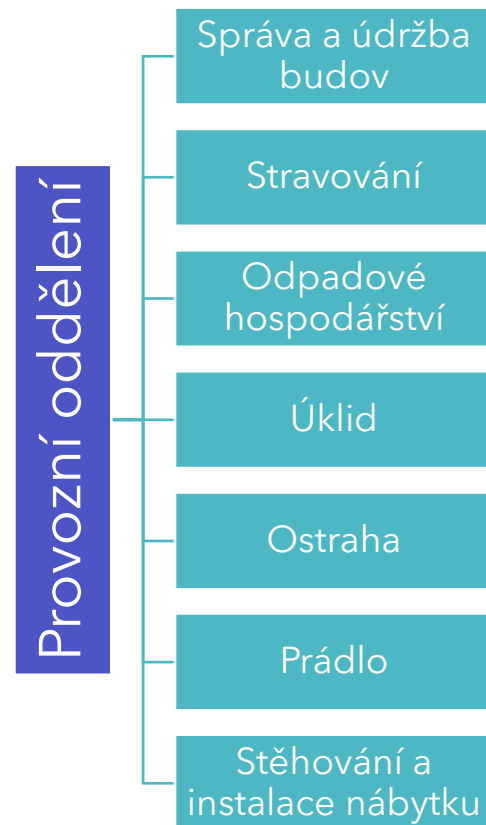 Provozní oddělení
Správa a údržba
budov
Stravování
Odpadové
hospodářství
Úklid
Ostraha
Prádlo
Stěhování a
instalace nábytku